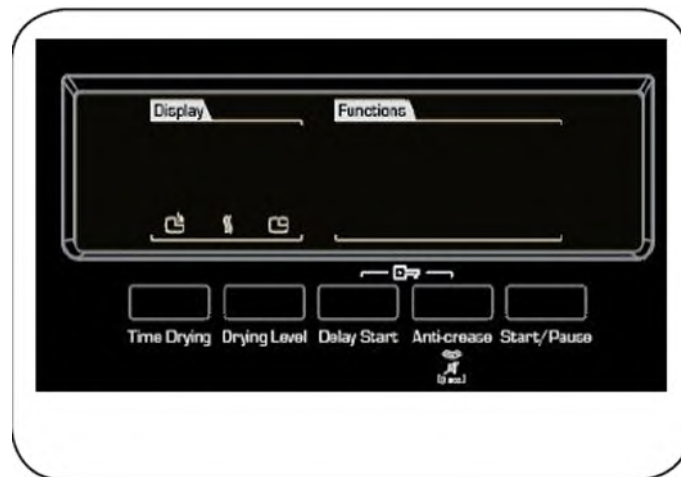 Display Functions
Time Drying Drying Level Delay Start Anti-crease Start/Pause